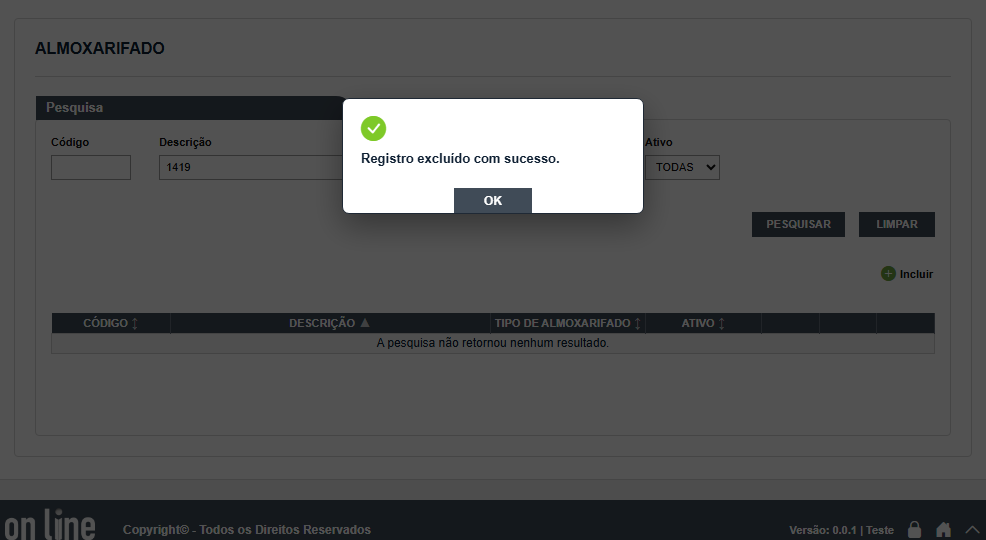 ALMOXARIFADO
Pesquisa
Registro excluído com sucesso.
OK
Código
Descrição
Ativo
1419
TODAS
PESQUISAR
LIMPAR
Incluir
CÓDIGO
DESCRIÇÃO
TIPO DE ALMOXARIFADO
ATIVO
A pesquisa não retornou nenhum resultado.
on line
Copyright© - Todos os Direitos Reservados
Versão: 0.0.1 | Teste